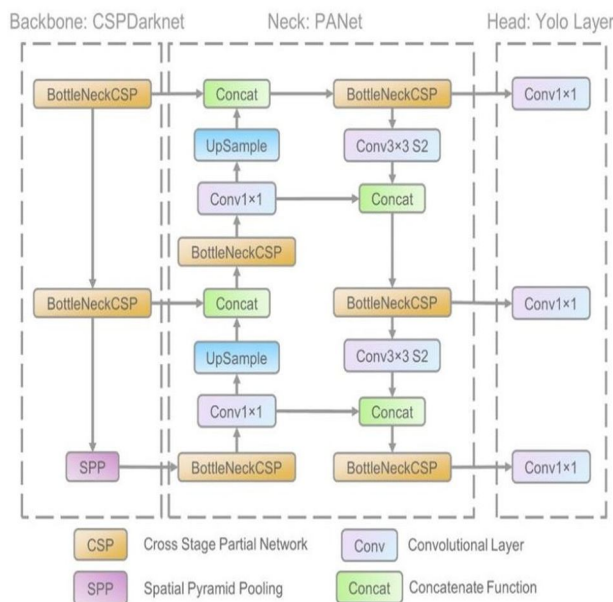 Backbone: CSPDarknet Neck: PANet Head: Yolo Layer
BottleNeckCSP Concat BottleNeckCSP Conv1×1
UpSample Conv3×3 S2
Conv1×1 Concat
BottleNeckCSP
BottleNeckCSP Concat BottleNeckCSP Conv1×1
UpSample Conv3×3 S2
Conv1×1 Concat
SPP BottleNeckCSP BottleNeckCSP Conv1×1
CSP Cross Stage Partial Network Conv Convolutional Layer
SPP Spatial Pyramid Pooling Concat Concatenate Function